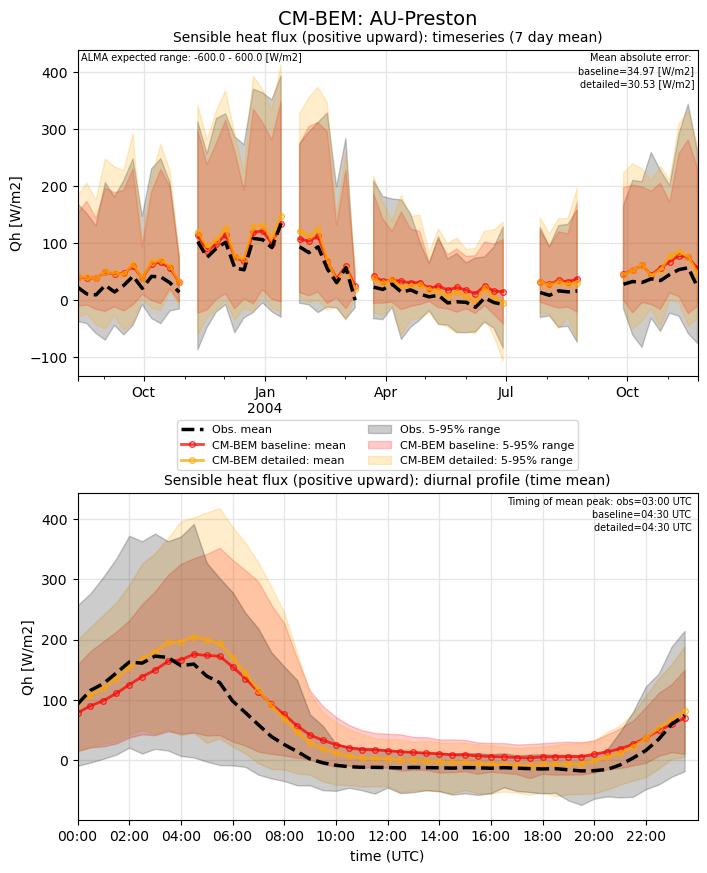 CM-BEM: AU-Preston
Sensible heat flux (positive upward): timeseries (7 day mean)
ALMA expected range: -600.0 - 600.0 [W/m2]
Mean absolute error:
baseline=34.97 [W/m2]
detailed=30.53 [W/m2]
Qh [W/m2]
400
300
200
100
0
−100
Oct
Jan
2004
Apr
Jul
Oct
Obs. mean
CM-BEM baseline: mean
CM-BEM detailed: mean
Obs. 5-95% range
CM-BEM baseline: 5-95% range
CM-BEM detailed: 5-95% range
Sensible heat flux (positive upward): diurnal profile (time mean)
Timing of mean peak: obs=03:00 UTC
baseline=04:30 UTC
detailed=04:30 UTC
Qh [W/m2]
400
300
200
100
0
00:00 02:00 04:00 06:00 08:00 10:00 12:00 14:00 16:00 18:00 20:00 22:00
time (UTC)